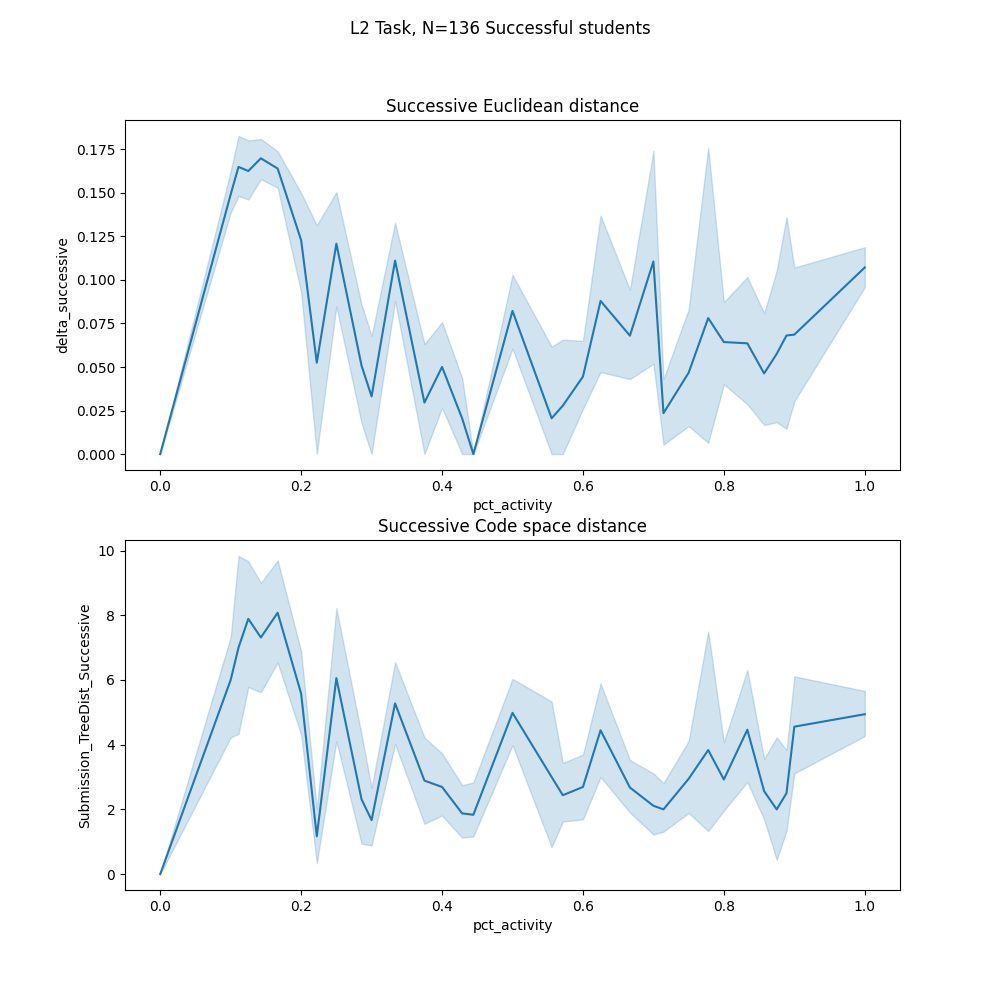 L2 Task, N=136 Successful students
Successive Euclidean distance
0.175
0.150
0.125
0.100
0.075
0.050
0.025
0.000
delta_successive
0.0 0.2 0.4 0.6 0.8 1.0
pct_activity
Successive Code space distance
10
8
6
4
2
0
Submission_TreeDist_Successive
0.0 0.2 0.4 0.6 0.8 1.0
pct_activity